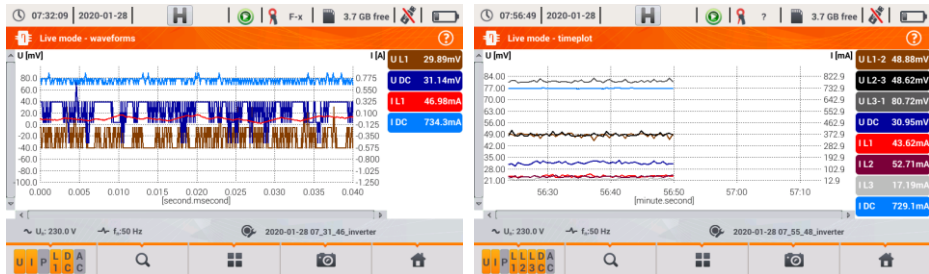 07:32:09 2020-01-28 H F-x 3.7 GB free
Live mode - waveforms ?
U [mV] I [A]
U L1 29.89mV
U DC 31.14mV
I L1 46.98mA
I DC 734.3mA
80.0 0.775
60.0 0.550
40.0 0.325
20.0 0.100
0.0 -0.125
-20.0 -0.350
-40.0 -0.575
-60.0 -0.800
-80.0 -1.025
-100.0 -1.250
0.000 0.005 0.010 0.015 0.020 0.025 0.030 0.035 0.040
[second.msecond]
Uₙ: 230.0 V fₙ:50 Hz 2020-01-28 07_31_46_inverter
U I P L 1 D C A C
07:56:49 2020-01-28 H ? 3.7 GB free
Live mode - timeplot ?
U [mV] I [mA]
U L1-2 48.88mV
U L2-3 48.62mV
U L3-1 80.72mV
U DC 30.95mV
I L1 43.62mA
I L2 52.71mA
I L3 17.19mA
I DC 729.1mA
84.00 822.9
77.00 732.9
70.00 642.9
63.00 552.9
56.00 462.9
49.00 372.9
42.00 282.9
35.00 192.9
28.00 102.9
21.00 12.9
56:30 56:40 56:50 57:00 57:10
[minute.second]
Uₙ: 230.0 V fₙ:50 Hz 2020-01-28 07_55_48_inverter
U I P L 1 L 2 L 3 D C A C